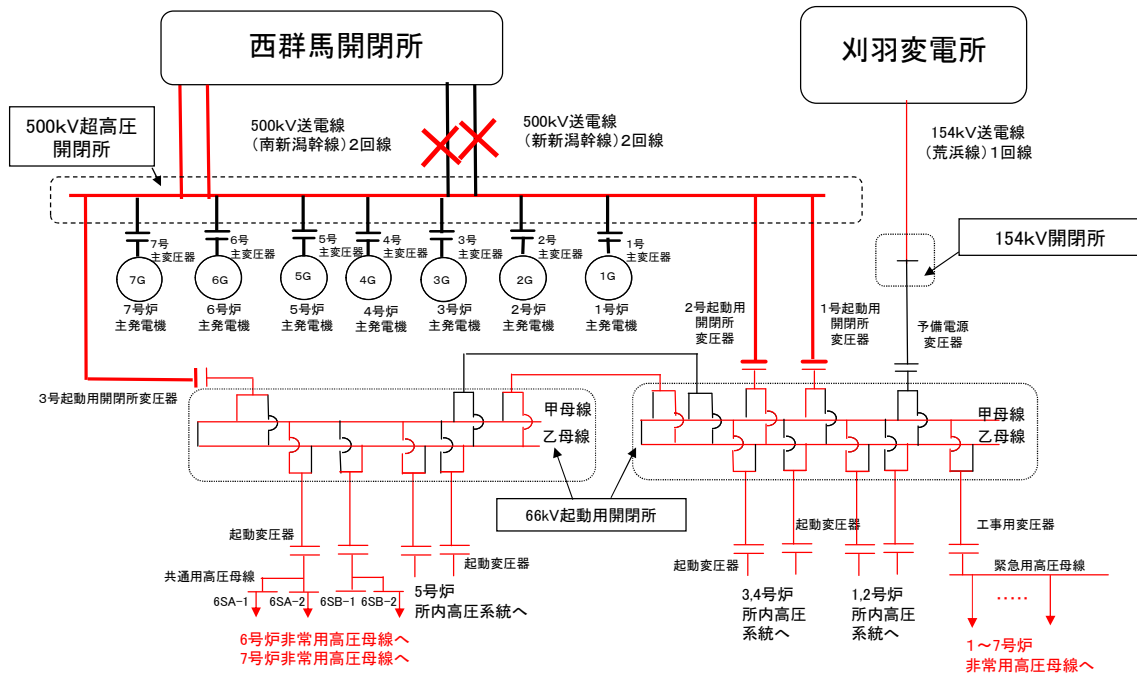 西群馬開閉所
刈羽変電所
500kV超高圧
開閉所
500kV送電線
(南新潟幹線)2回線
500kV送電線
(新新潟幹線)2回線
154kV送電線
(荒浜線)1回線
154kV開閉所
7号
主変圧器
6号
主変圧器
5号
主変圧器
4号
主変圧器
3号
主変圧器
2号
主変圧器
1号
主変圧器
7G
6G
5G
4G
3G
2G
1G
7号炉
主発電機
6号炉
主発電機
5号炉
主発電機
4号炉
主発電機
3号炉
主発電機
2号炉
主発電機
1号炉
主発電機
2号起動用
開閉所
変圧器
1号起動用
開閉所
変圧器
予備電源
変圧器
3号起動用開閉所変圧器
甲母線
乙母線
甲母線
乙母線
66kV起動用開閉所
起動変圧器
共通用高圧母線
6SA-1
6SA-2
6SB-1
6SB-2
6号炉非常用高圧母線へ
7号炉非常用高圧母線へ
起動変圧器
5号炉
所内高圧系統へ
起動変圧器
起動変圧器
3,4号炉
所内高圧
系統へ
1,2号炉
所内高圧
系統へ
工事用変圧器
緊急用高圧母線
.....
1~7号炉
非常用高圧母線へ